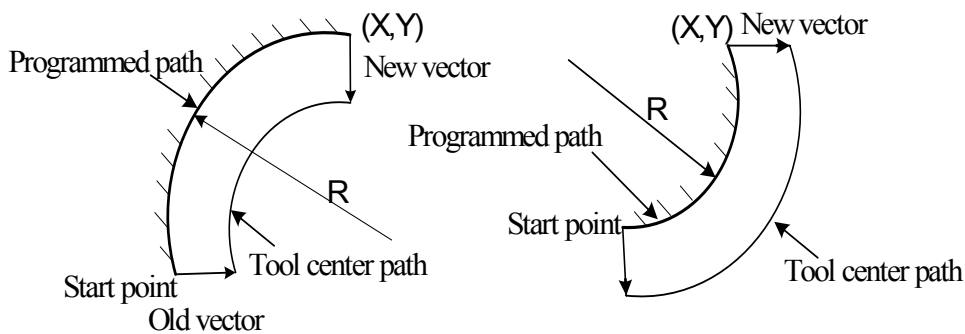 (X,Y)
Programmed path
New vector
R
Tool center path
Start point
Old vector
(X,Y) New vector
R
Programmed path
Start point
Tool center path